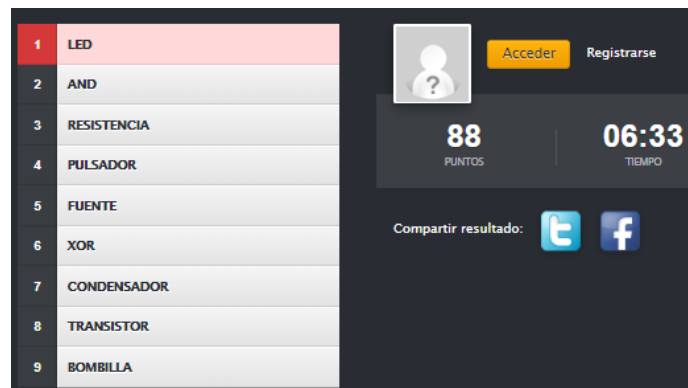 1 LED
2 AND
3 RESISTENCIA
4 PULSADOR
5 FUENTE
6 XOR
7 CONDENSADOR
8 TRANSISTOR
9 BOMBILLA
?
Acceder Registrarse
88 06:33
PUNTOS TIEMPO
Compartir resultado: